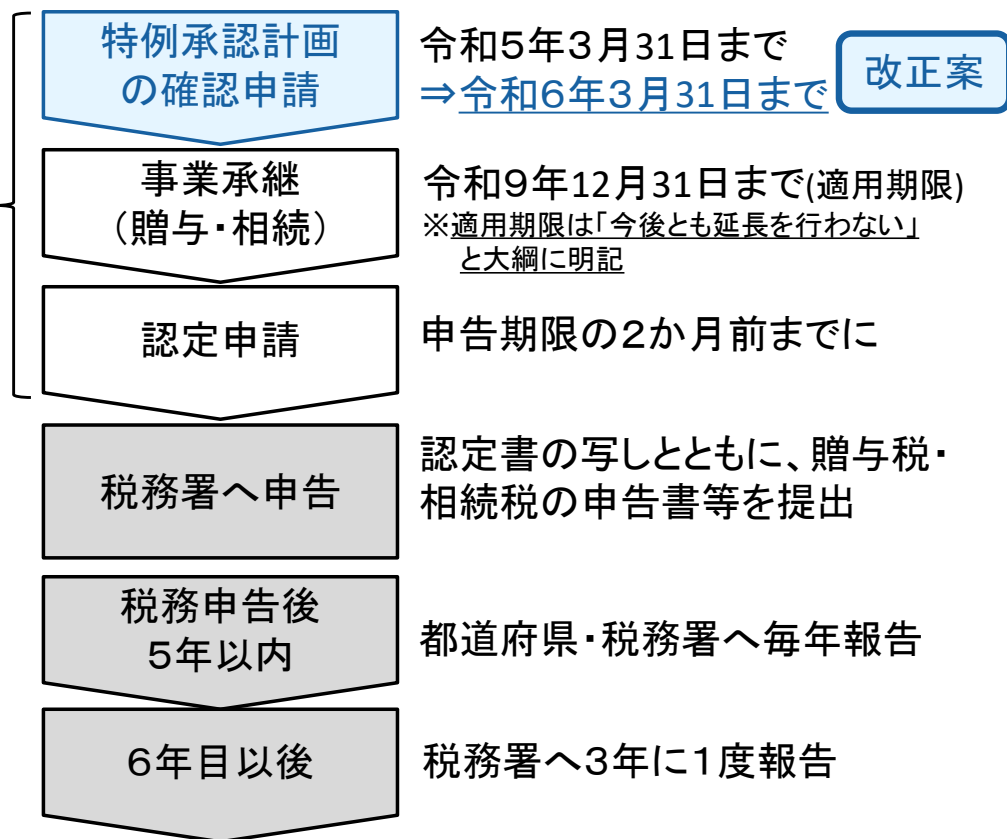 特例承認計画
の確認申請
令和５年３月31日まで
⇒令和６年３月31日まで
改正案
事業承継
（贈与・相続）
令和９年12月31日まで(適用期限)
※適用期限は「今後とも延長を行わない」
と大綱に明記
認定申請
申告期限の２か月前までに
税務署へ申告
認定書の写しとともに、贈与税・
相続税の申告書等を提出
税務申告後
５年以内
都道府県・税務署へ毎年報告
６年目以後
税務署へ３年に１度報告